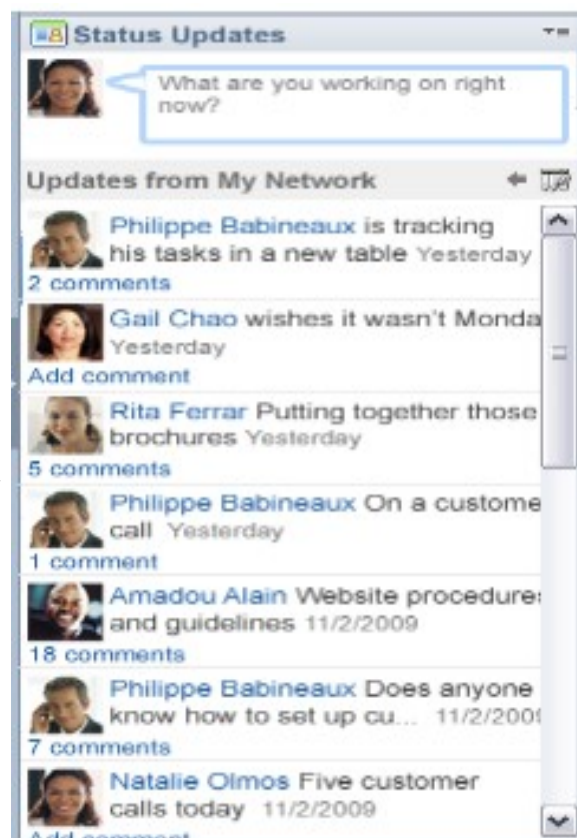 Status Updates
What are you working on right
now?
Updates from My Network
Philippe Babineaux is tracking
his tasks in a new table Yesterday
2 comments
Gail Chao wishes it wasn't Monda
Yesterday
Add comment
Rita Ferrar Putting together those
brochures Yesterday
5 comments
Philippe Babineaux On a custome
call Yesterday
1 comment
Amadou Alain Website procedure
and guidelines 11/2/2009
18 comments
Philippe Babineaux Does anyone
know how to set up cu... 11/2/2009
7 comments
Natalie Olmos Five customer
calls today 11/2/2009
Add comment